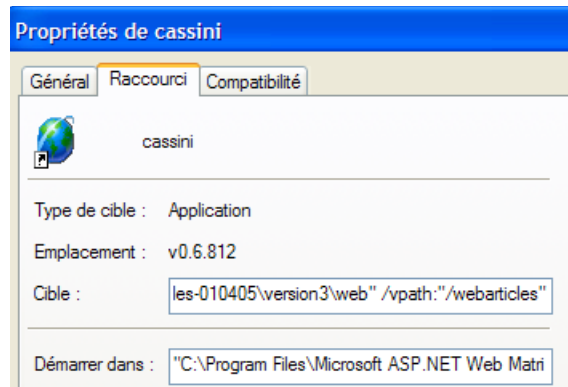 Propriétés de cassini
Général Raccourci Compatibilité
cassini
Type de cible : Application
Emplacement : v0.6.812
Cible : les-010405\version3\web" /vpath:"/webarticles"
Démarrer dans : "C:\Program Files\Microsoft ASP.NET Web Matri